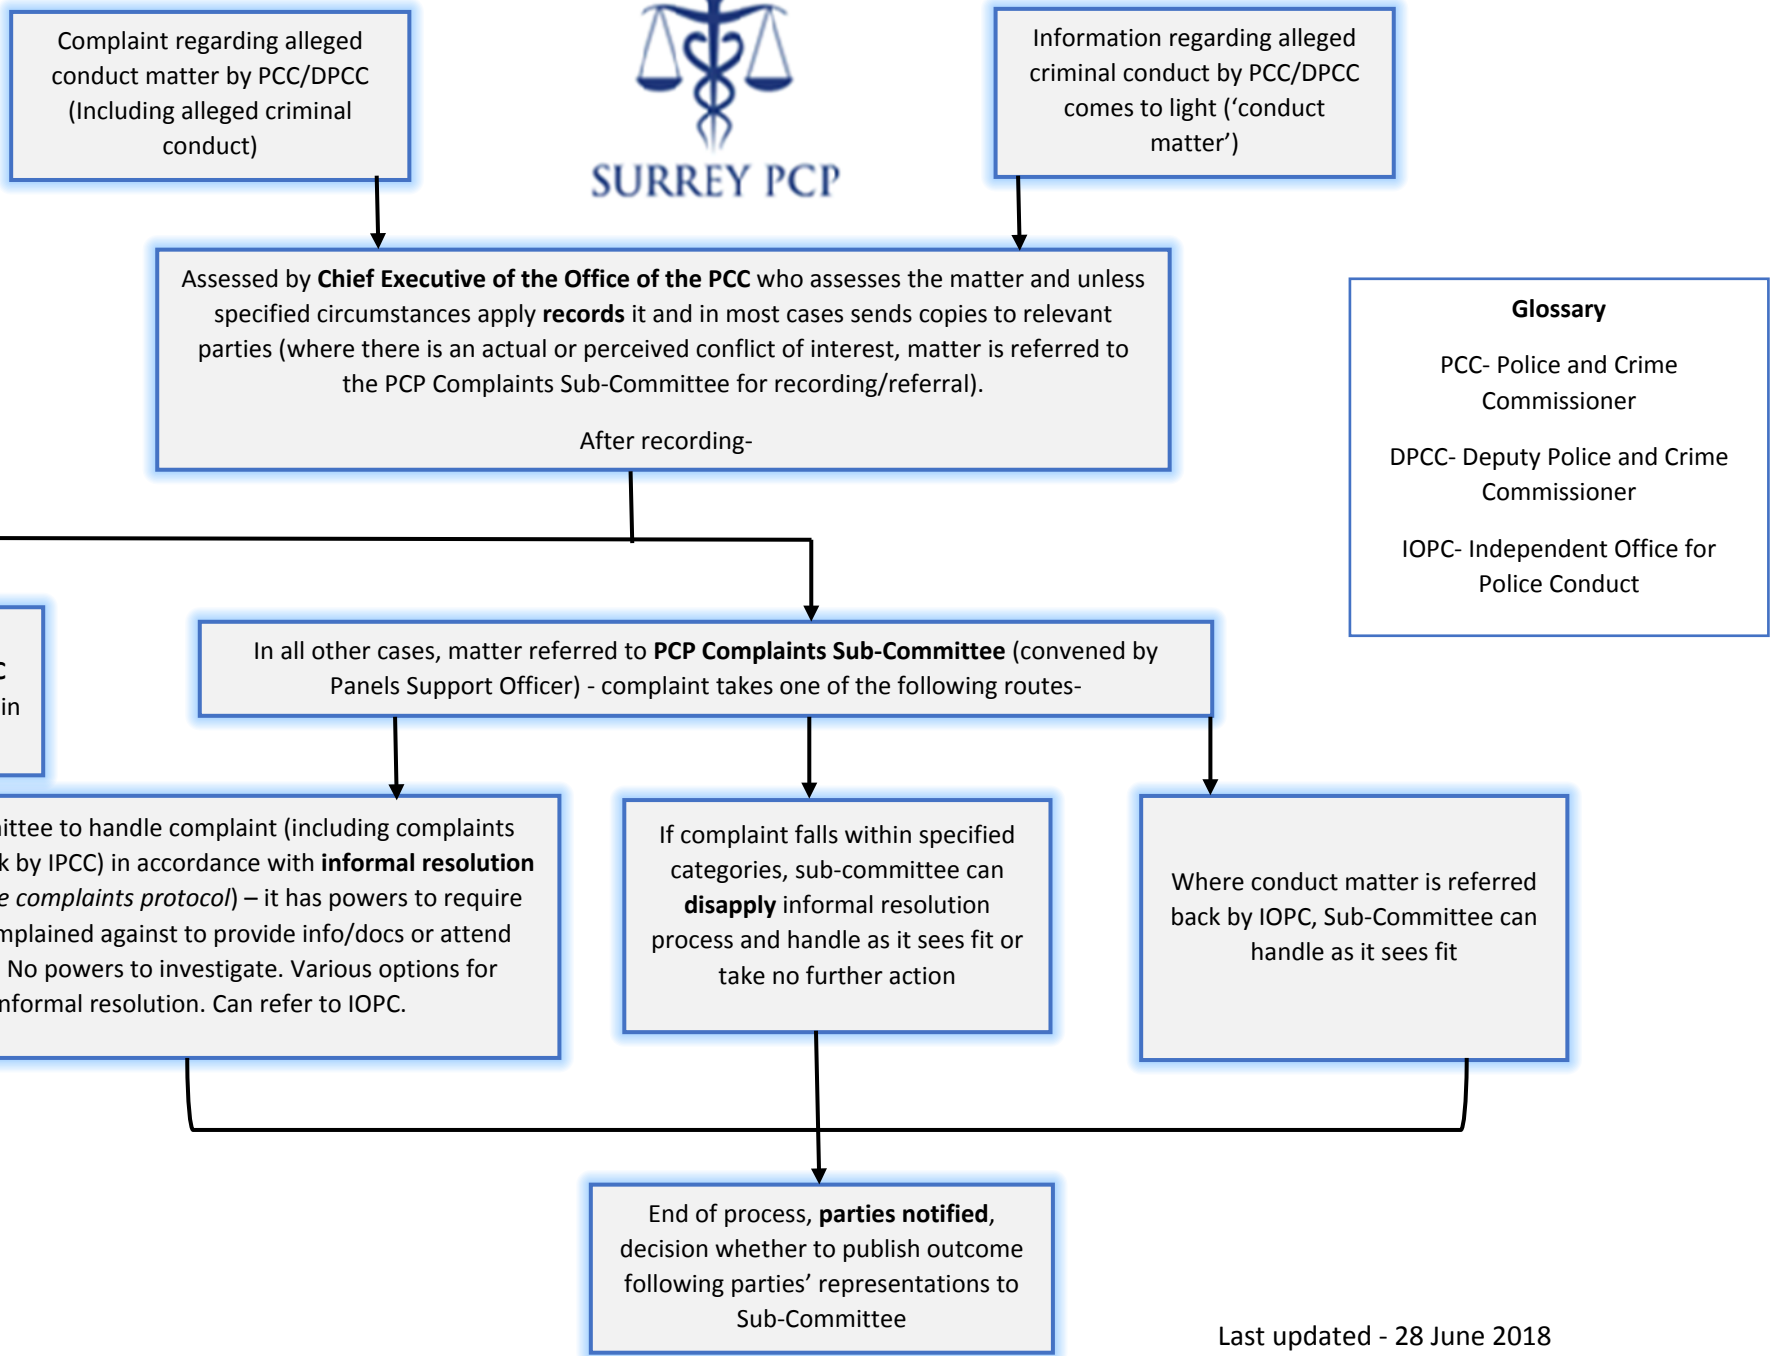 Complaint regarding alleged
conduct matter by PCC/DPCC
(Including alleged criminal
conduct)
SURREY PCP
Information regarding alleged
criminal conduct by PCC/DPCC
comes to light (‘conduct
matter’)
Assessed by Chief Executive of the Office of the PCC who assesses the matter and unless
specified circumstances apply records it and in most cases sends copies to relevant
parties (where there is an actual or perceived conflict of interest, matter is referred to
the PCP Complaints Sub-Committee for recording/referral).
After recording-
Glossary
PCC- Police and Crime
Commissioner
DPCC- Deputy Police and Crime
Commissioner
IOPC- Independent Office for
Police Conduct
in
In all other cases, matter referred to PCP Complaints Sub-Committee (convened by
Panels Support Officer) - complaint takes one of the following routes-
to handle complaint (including complaints
by IPCC) in accordance with informal resolution
complaints protocol) – it has powers to require
against to provide info/docs or attend
No powers to investigate. Various options for
resolution. Can refer to IOPC.
If complaint falls within specified
categories, sub-committee can
disapply informal resolution
process and handle as it sees fit or
take no further action
Where conduct matter is referred
back by IOPC, Sub-Committee can
handle as it sees fit
End of process, parties notified,
decision whether to publish outcome
following parties’ representations to
Sub-Committee
Last updated - 28 June 2018